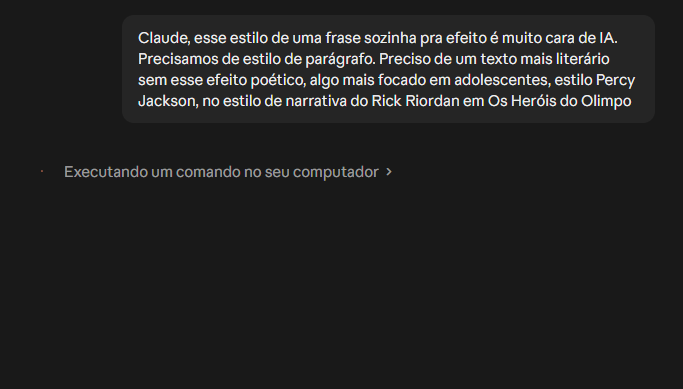 Claude, esse estilo de uma frase sozinha pra efeito é muito cara de IA.
Precisamos de estilo de parágrafo. Preciso de um texto mais literário
sem esse efeito poético, algo mais focado em adolescentes, estilo Percy
Jackson, no estilo de narrativa do Rick Riordan em Os Heróis do Olimpo
Executando um comando no seu computador